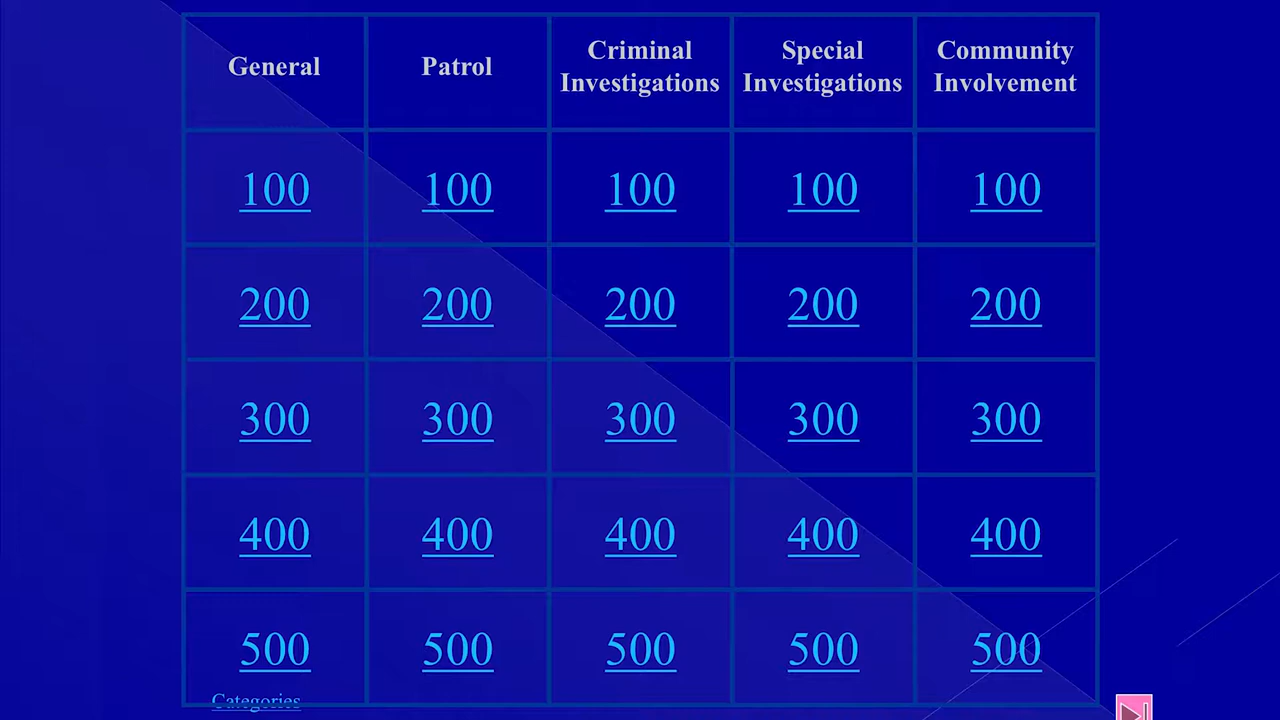 General Patrol Criminal Investigations Special Investigations Community Involvement
100 100 100 100 100
200 200 200 200 200
300 300 300 300 300
400 400 400 400 400
500 500 500 500 500
Categories